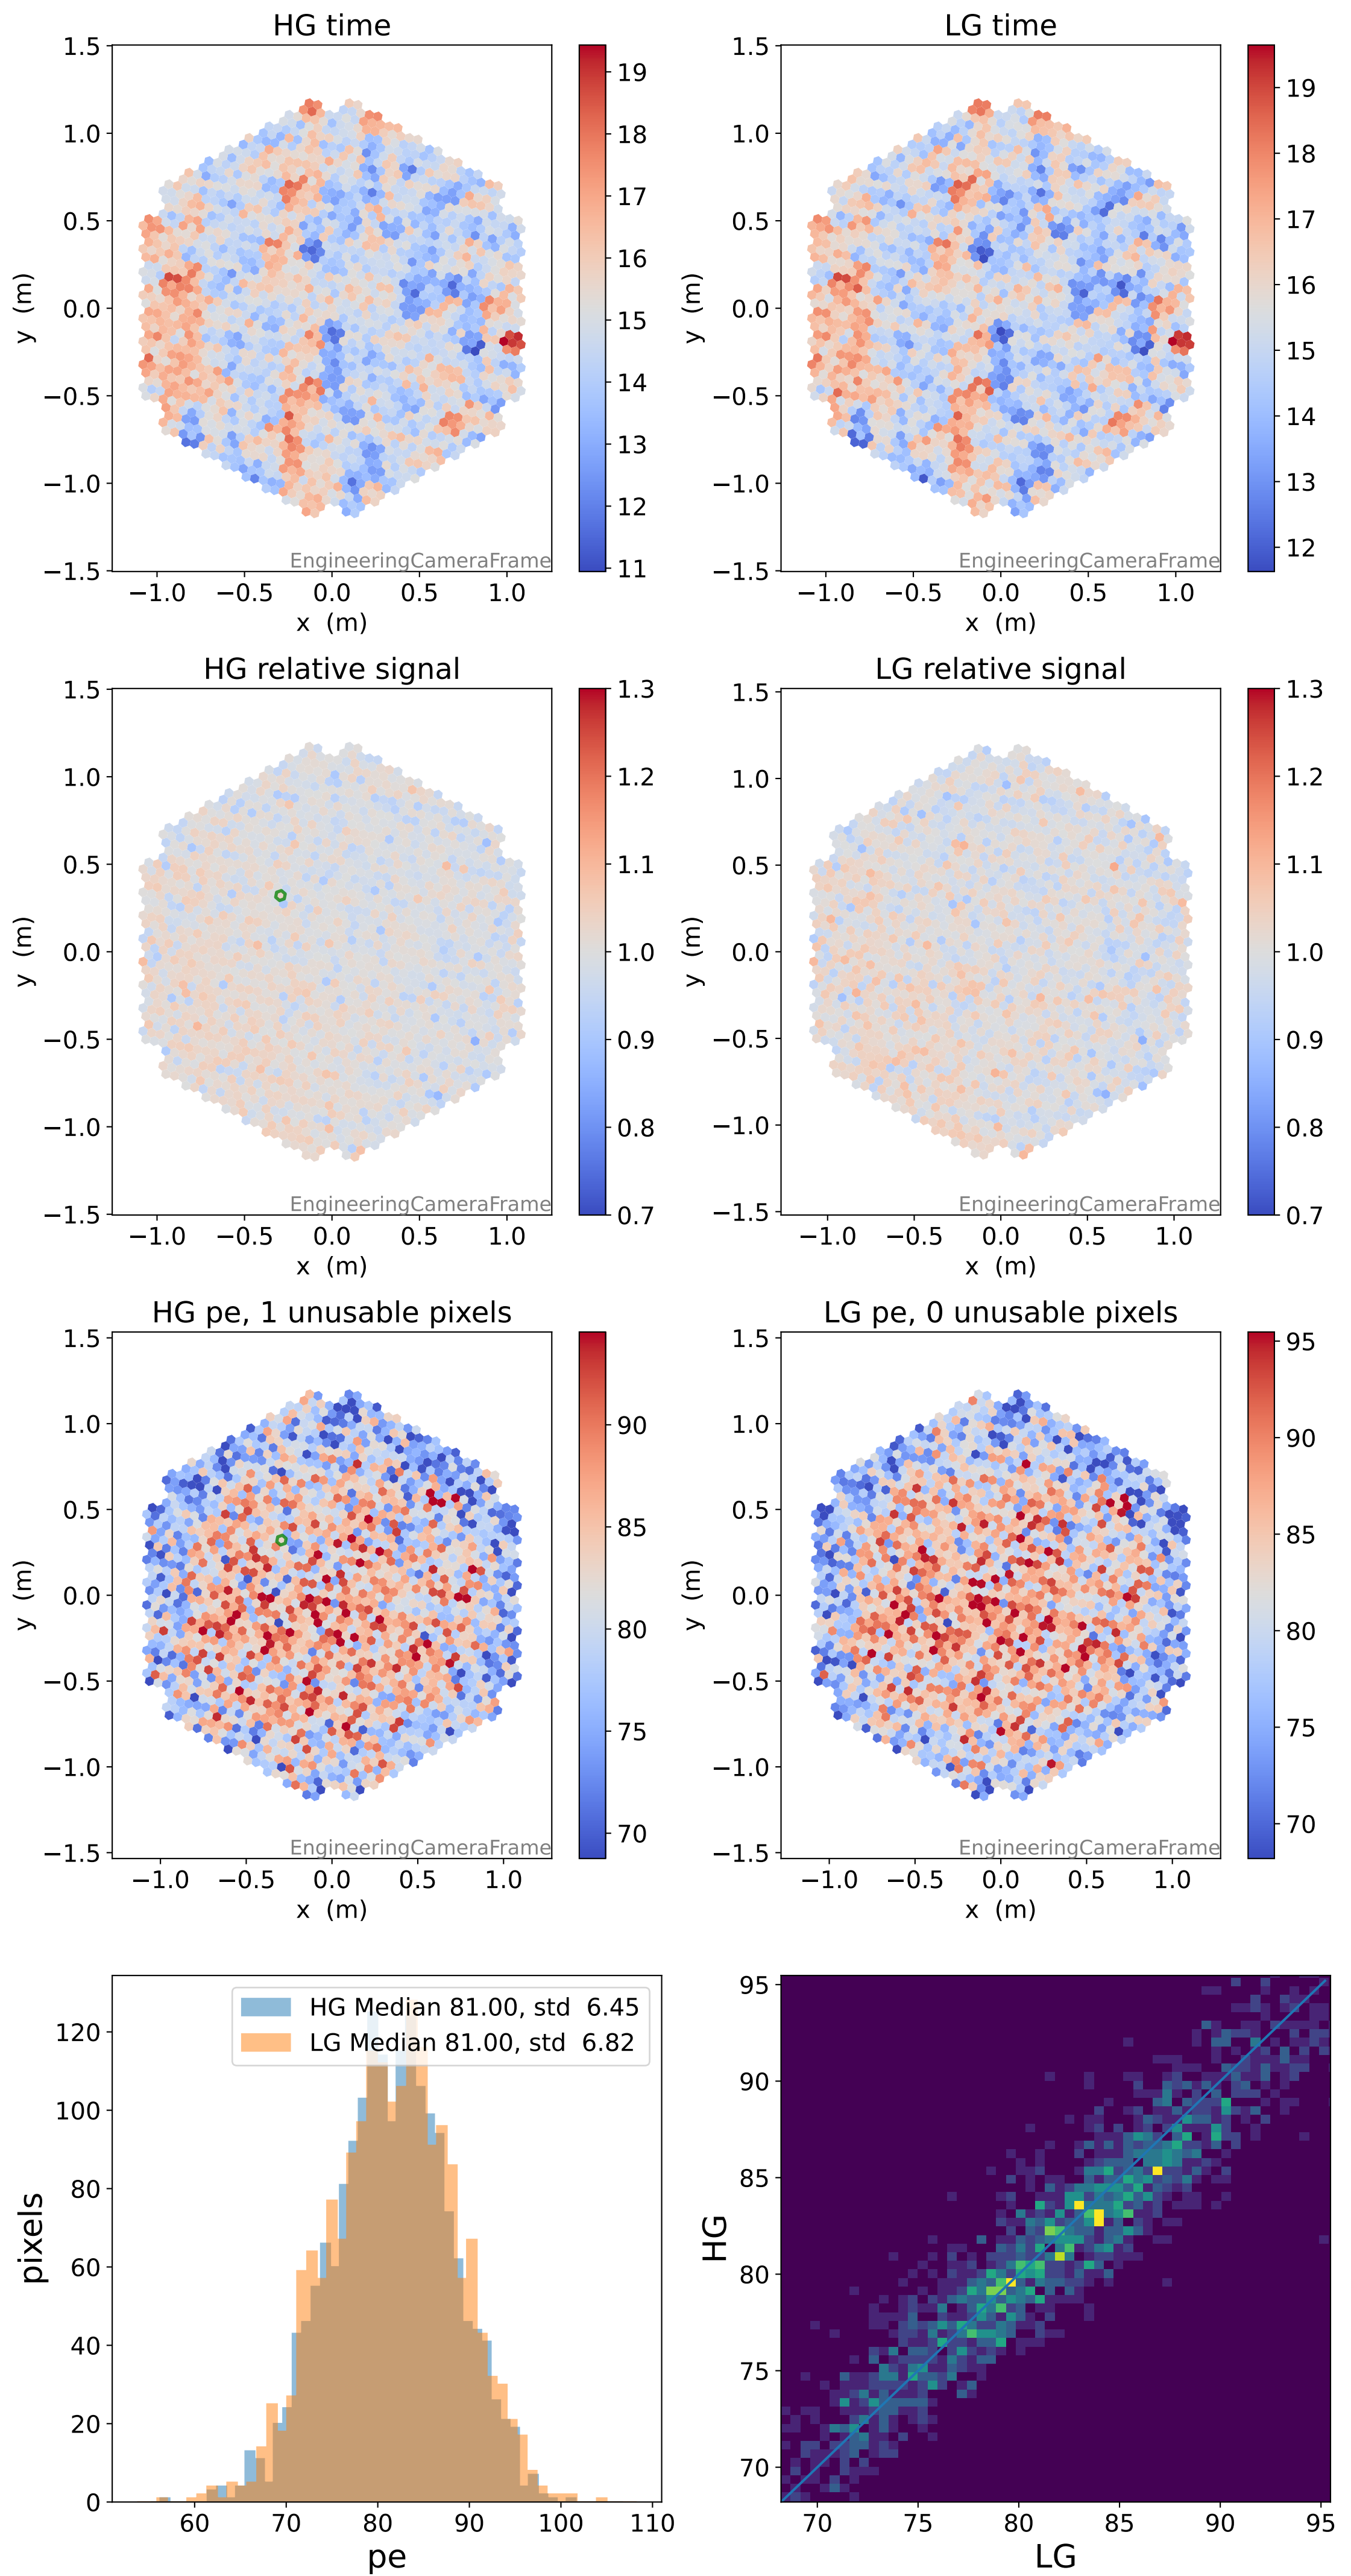 HG time
LG time
1.5
1.0
0.5
0.0
−0.5
−1.0
−1.5
y (m)
−1.0 −0.5 0.0 0.5 1.0
x (m)
EngineeringCameraFrame
19
18
17
16
15
14
13
12
11
1.5
1.0
0.5
0.0
−0.5
−1.0
−1.5
y (m)
−1.0 −0.5 0.0 0.5 1.0
x (m)
EngineeringCameraFrame
19
18
17
16
15
14
13
12
HG relative signal
LG relative signal
1.5
1.0
0.5
0.0
−0.5
−1.0
−1.5
y (m)
−1.0 −0.5 0.0 0.5 1.0
x (m)
EngineeringCameraFrame
1.3
1.2
1.1
1.0
0.9
0.8
0.7
1.5
1.0
0.5
0.0
−0.5
−1.0
−1.5
y (m)
−1.0 −0.5 0.0 0.5 1.0
x (m)
EngineeringCameraFrame
1.3
1.2
1.1
1.0
0.9
0.8
0.7
HG pe, 1 unusable pixels
LG pe, 0 unusable pixels
1.5
1.0
0.5
0.0
−0.5
−1.0
−1.5
y (m)
−1.0 −0.5 0.0 0.5 1.0
x (m)
EngineeringCameraFrame
90
85
80
75
70
1.5
1.0
0.5
0.0
−0.5
−1.0
−1.5
y (m)
−1.0 −0.5 0.0 0.5 1.0
x (m)
EngineeringCameraFrame
95
90
85
80
75
70
HG Median 81.00, std 6.45
LG Median 81.00, std 6.82
120
100
80
60
40
20
0
pixels
60 70 80 90 100 110
pe
95
90
85
80
75
70
HG
70 75 80 85 90 95
LG